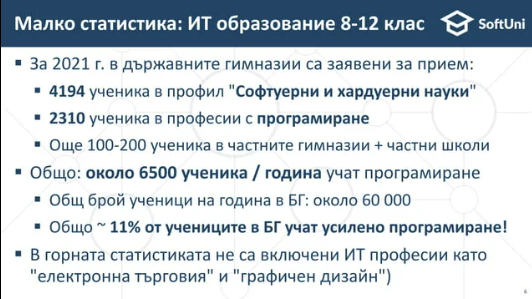 Малко статистика: ИТ образование 8-12 клас
SoftUni
За 2021 г. в държавните гимназии са заявени за прием:
4194 ученика в профил "Софтуерни и хардуерни науки"
2310 ученика в професии с програмиране
Още 100-200 ученика в частните гимназии + частни школи
Общо: около 6500 ученика / година учат програмиране
Общ брой ученици на година в БГ: около 60 000
Общо ~ 11% от учениците в БГ учат усилено програмиране!
В горната статистиката не са включени ИТ професии като
"електронна търговия" и "графичен дизайн")